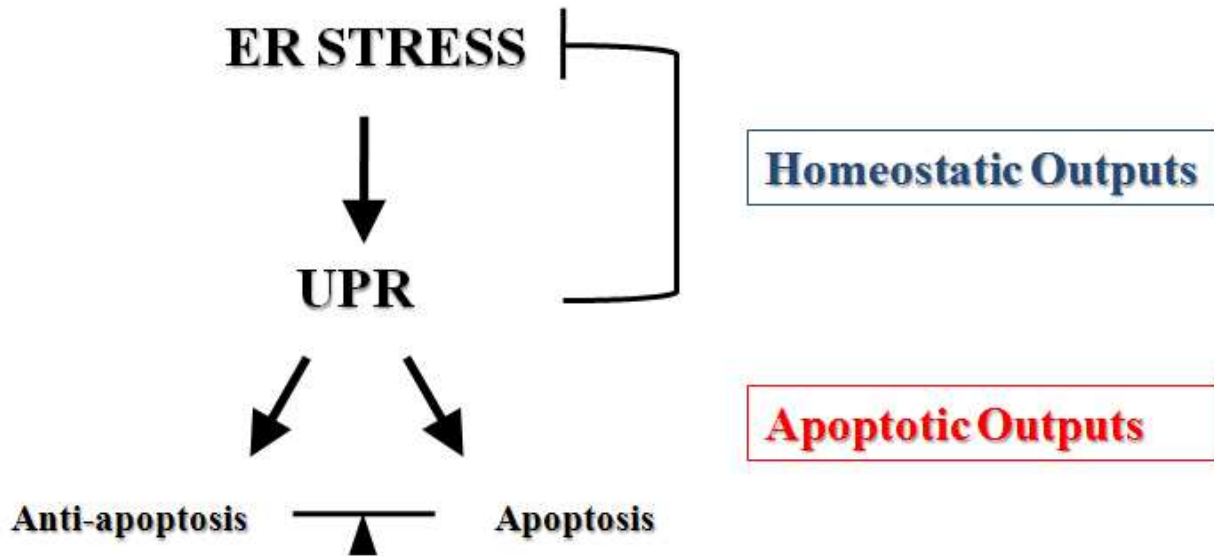 ER STRESS
Homeostatic Outputs
UPR
Apoptotic Outputs
Anti-apoptosis
Apoptosis